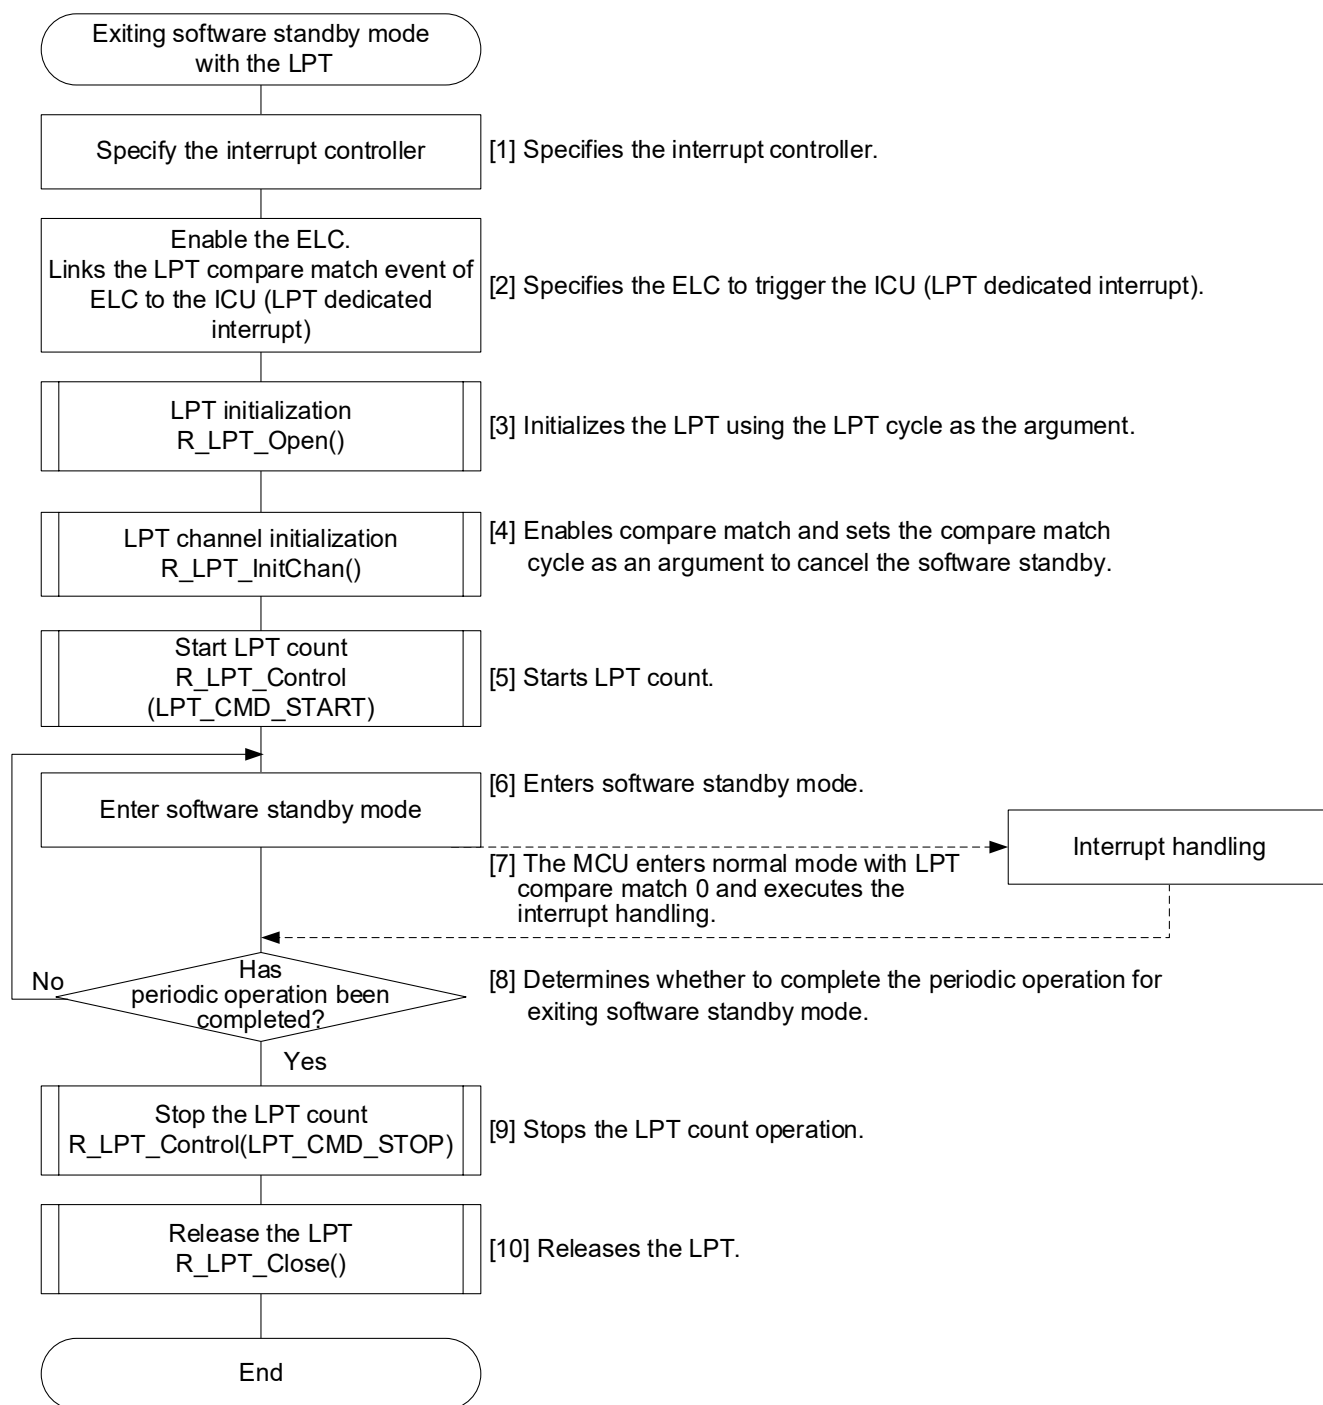 Exiting software standby mode
with the LPT
Specify the interrupt controller
[1] Specifies the interrupt controller.
Enable the ELC.
Links the LPT compare match event of
ELC to the ICU (LPT dedicated
interrupt)
[2] Specifies the ELC to trigger the ICU (LPT dedicated interrupt).
LPT initialization
R_LPT_Open()
[3] Initializes the LPT using the LPT cycle as the argument.
LPT channel initialization
R_LPT_InitChan()
[4] Enables compare match and sets the compare match
cycle as an argument to cancel the software standby.
Start LPT count
R_LPT_Control
(LPT_CMD_START)
[5] Starts LPT count.
Enter software standby mode
[6] Enters software standby mode.
Interrupt handling
[7] The MCU enters normal mode with LPT
compare match 0 and executes the
interrupt handling.
No
Has
periodic operation been
completed?
[8] Determines whether to complete the periodic operation for
exiting software standby mode.
Yes
Stop the LPT count
R_LPT_Control(LPT_CMD_STOP)
[9] Stops the LPT count operation.
Release the LPT
R_LPT_Close()
[10] Releases the LPT.
End